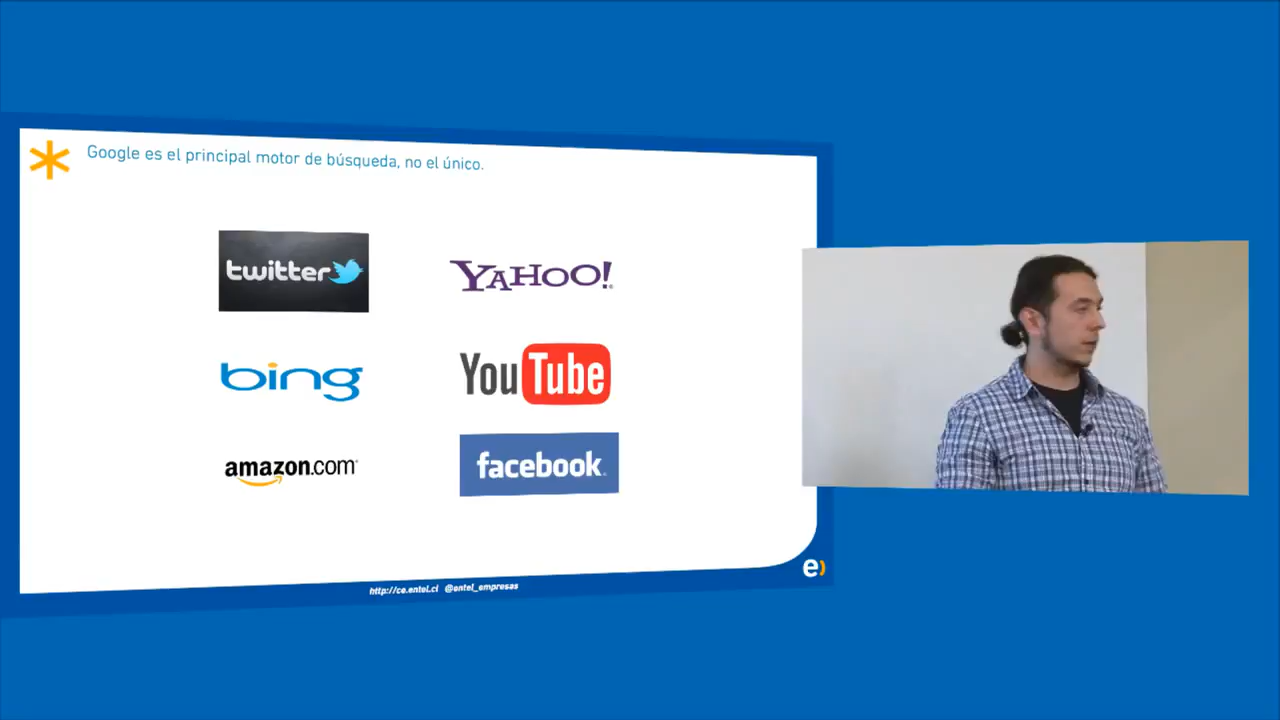 Google es el principal motor de búsqueda, no el único.
twitter
YAHOO!
bing
YouTube
amazon.com
facebook
http://ce.entel.cl @entel_empresas
e)